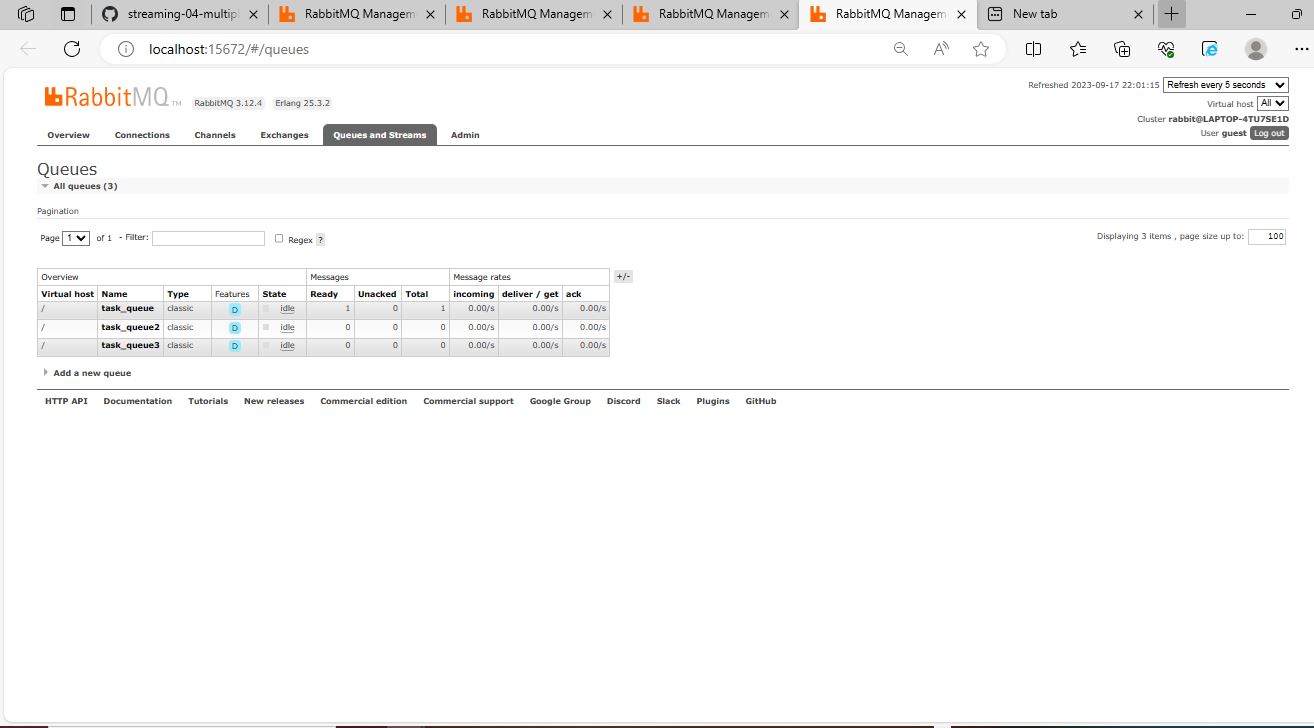 streaming-04-multipl
RabbitMQ Managem
RabbitMQ Managem
RabbitMQ Managem
RabbitMQ Managem
New tab
localhost:15672/#/queues
Refreshed 2023-09-17 22:01:15 Refresh every 5 seconds
RabbitMQ TM RabbitMQ 3.12.4 Erlang 25.3.2
Virtual host All
Cluster rabbit@LAPTOP-4TU7SE1D
User guest Log out
Overview Connections Channels Exchanges Queues and Streams Admin
Queues
All queues (3)
Pagination
Page 1 of 1 - Filter: Regex ?
Displaying 3 items , page size up to: 100
Overview Messages Message rates +/-
Virtual host Name Type Features State Ready Unacked Total incoming deliver / get ack
/ task_queue classic D idle 1 0 1 0.00/s 0.00/s 0.00/s
/ task_queue2 classic D idle 0 0 0 0.00/s 0.00/s 0.00/s
/ task_queue3 classic D idle 0 0 0 0.00/s 0.00/s 0.00/s
Add a new queue
HTTP API Documentation Tutorials New releases Commercial edition Commercial support Google Group Discord Slack Plugins GitHub